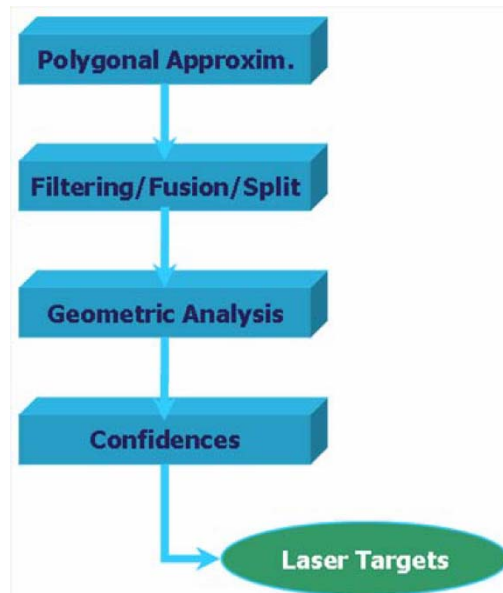 Polygonal Approxim.
Filtering/Fusion/Split
Geometric Analysis
Confidences
Laser Targets